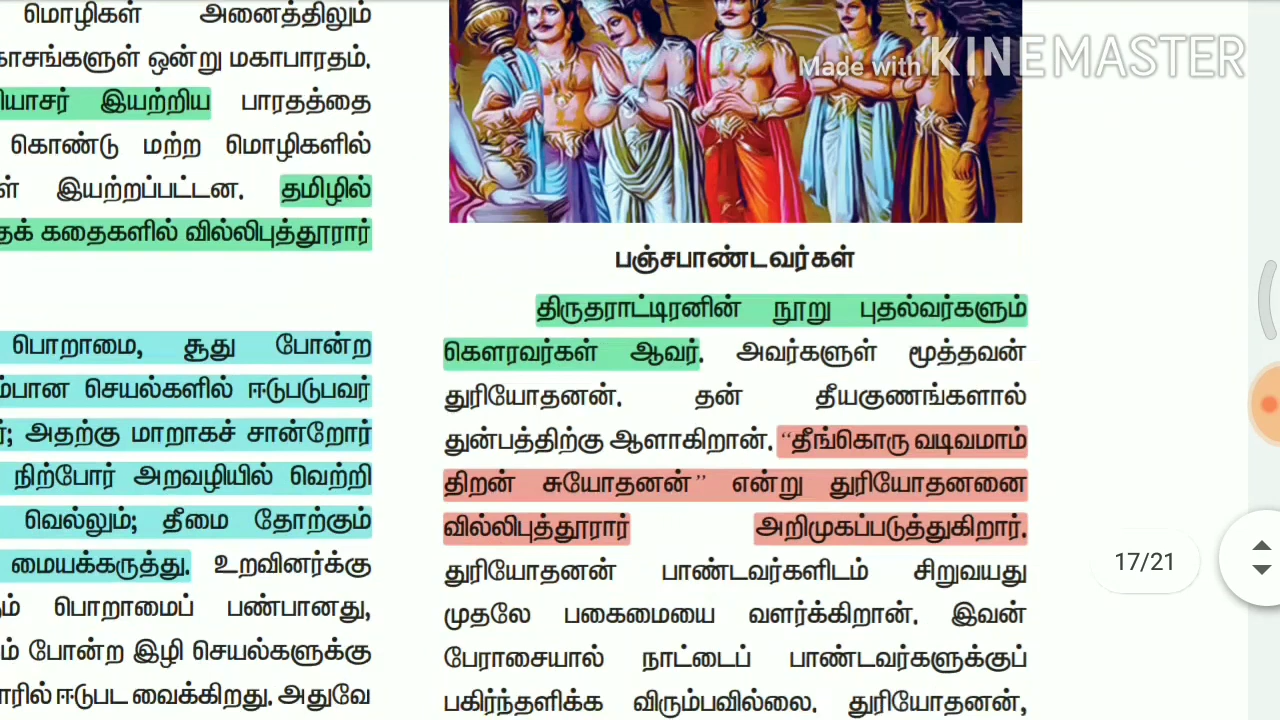 மொழிகள் அனைத்திலும்
ஒன்று மகாபாரதம்.
இயற்றிய பாரதத்தை
கொண்டு மற்ற மொழிகளில்
இயற்றப்பட்டன. தமிழில்
கதைகளில் வில்லிபுத்தூரார்
பொறாமை, சூது போன்ற
செயல்களில் ஈடுபடுபவர்
அதற்கு மாறாகச் சான்றோர்
நிற்போர் அறவழியில் வெற்றி
வெல்லும்; தீமை தோற்கும்
மையக்கருத்து. உறவினர்க்கு
பொறாமைப் பண்பானது,
போன்ற இழி செயல்களுக்கு
ஈடுபட வைக்கிறது. அதுவே
Made with KINEMASTER
பஞ்சபாண்டவர்கள்
திருதராட்டிரனின் நூறு புதல்வர்களும்
கௌரவர்கள் ஆவர். அவர்களுள் மூத்தவன்
துரியோதனன். தன் தீயகுணங்களால்
துன்பத்திற்கு ஆளாகிறான். “தீங்கொரு வடிவமாம்
திறன் சுயோதனன்” என்று துரியோதனனை
வில்லிபுத்தூரார் அறிமுகப்படுத்துகிறார்.
துரியோதனன் பாண்டவர்களிடம் சிறுவயது
முதலே பகைமையை வளர்க்கிறான். இவன்
பேராசையால் நாட்டைப் பாண்டவர்களுக்குப்
பகிர்ந்தளிக்க விரும்பவில்லை. துரியோதனன்,
17/21